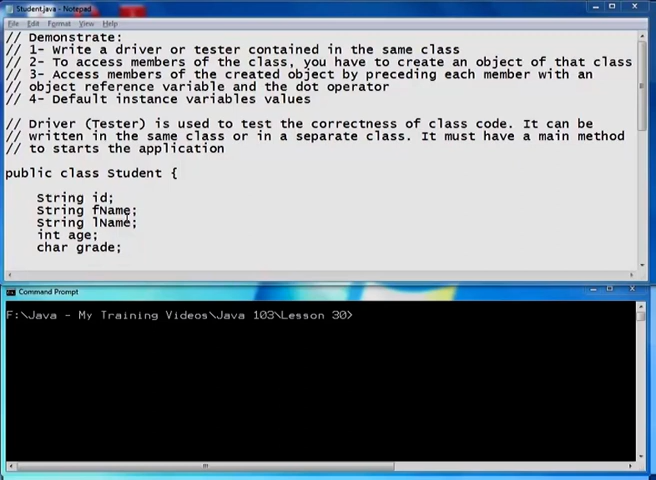 Student.java - Notepad
File Edit Format View Help
// Demonstrate:
// 1- Write a driver or tester contained in the same class
// 2- To access members of the class, you have to create an object of that class
// 3- Access members of the created object by preceding each member with an
// object reference variable and the dot operator
// 4- Default instance variables values
// Driver (Tester) is used to test the correctness of class code. It can be
// written in the same class or in a separate class. It must have a main method
// to starts the application
public class Student {
String id;
String fName;
String lName;
int age;
char grade;
Command Prompt
F:\Java - My Training Videos\Java 103\Lesson 30>